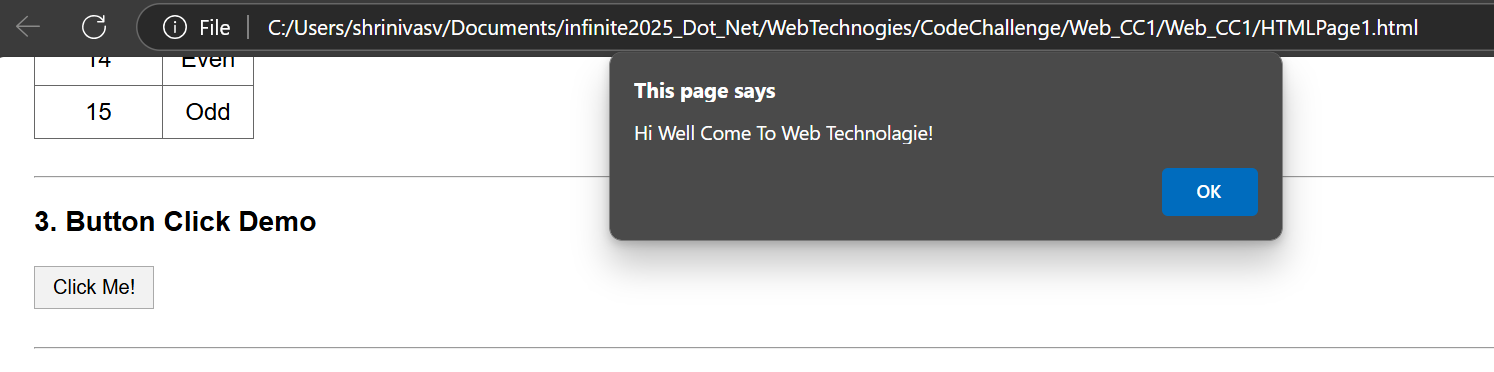 File C:/Users/shrinivasv/Documents/infinite2025_Dot_Net/WebTechnogies/CodeChallenge/Web_CC1/Web_CC1/HTMLPage1.html
This page says
Hi Well Come To Web Technolagie!
OK
14 Even
15 Odd
3. Button Click Demo
Click Me!